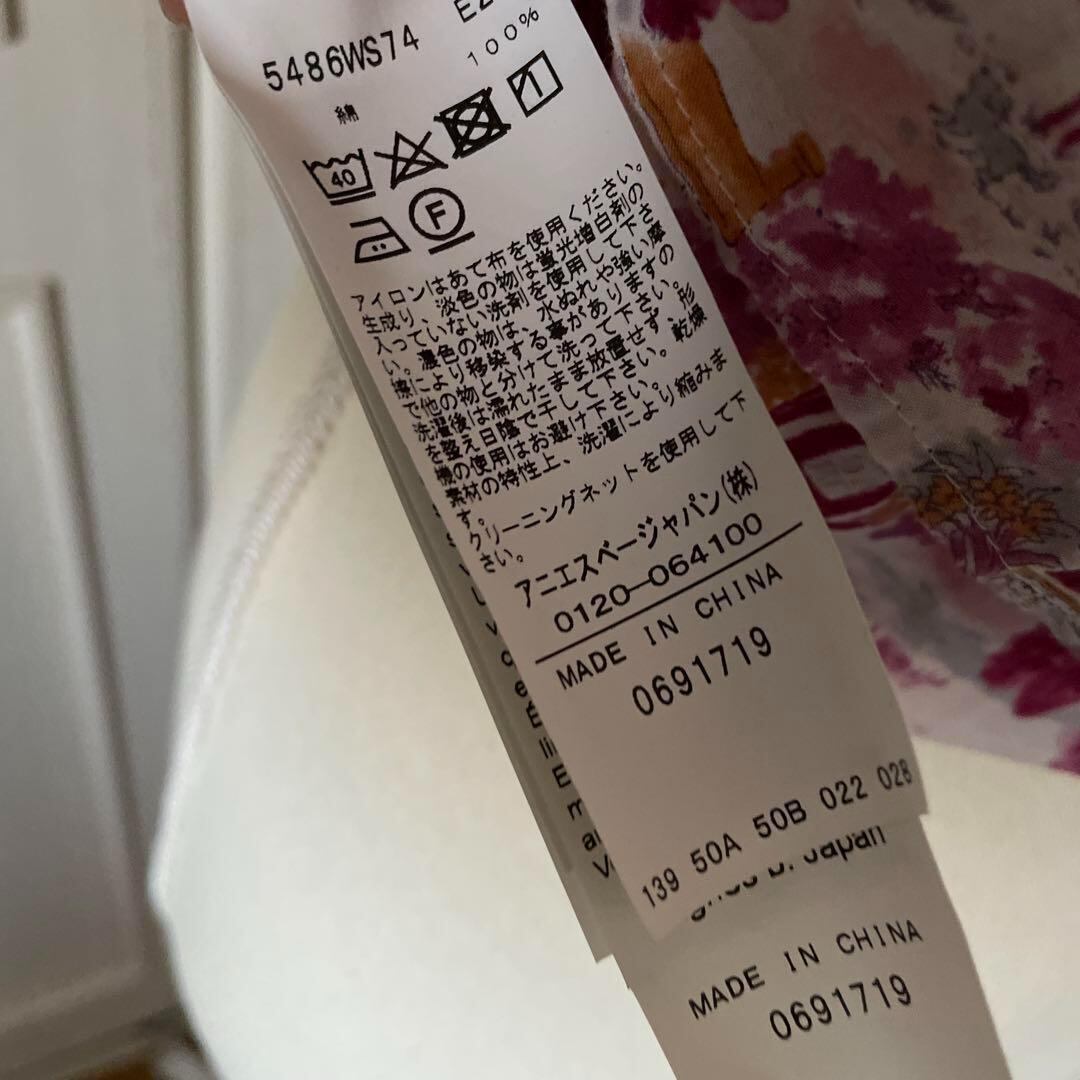 5486WS74
100%
綿
40
F
アイロンはあて布を使用ください。
生成り、淡色の物は蛍光増白剤の
入っていない洗剤を使用して下さ
い。濃色の物は、水ぬれや強い摩
擦により移染する事がありますの
で他の物と分けて洗って下さい。
洗濯後は濡れたまま放置せず、形
を整え日陰で干して下さい。乾燥
機の使用はお避け下さい。
素材の特性上、洗濯により縮みま
す。
クリーニングネットを使用して下
さい。
アニエスベージャパン(株)
0120-064100
MADE IN CHINA
0691719
139 50A 50B 022 028
Japan
MADE IN CHINA
0691719